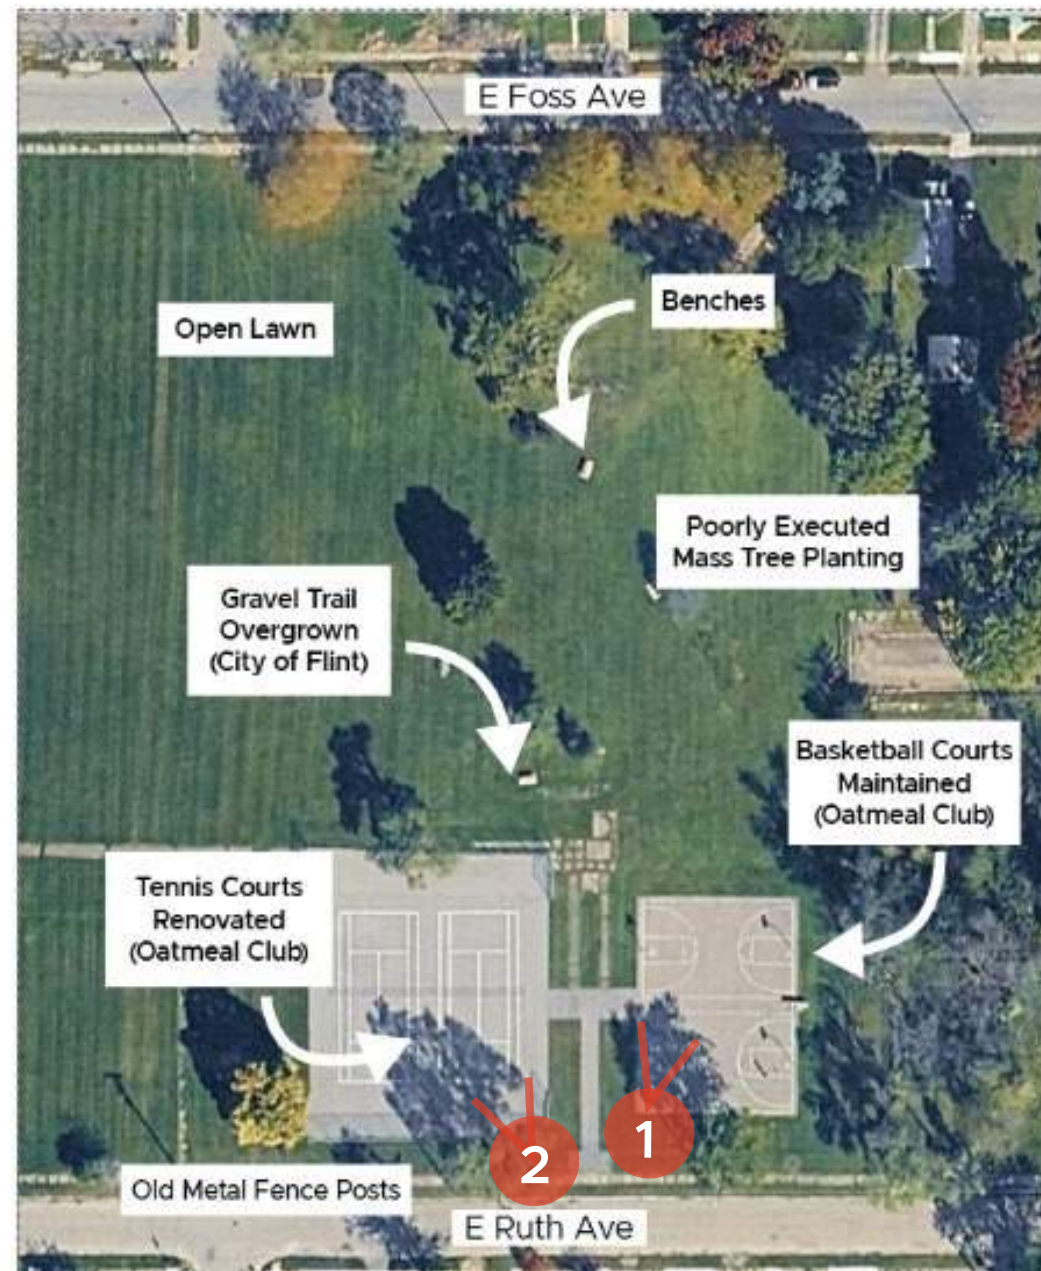 E Foss Ave
Benches
Open Lawn
Poorly Executed
Mass Tree Planting
Gravel Trail
Overgrown
(City of Flint)
Basketball Courts
Maintained
(Oatmeal Club)
Tennis Courts
Renovated
(Oatmeal Club)
1
2
Old Metal Fence Posts
E Ruth Ave